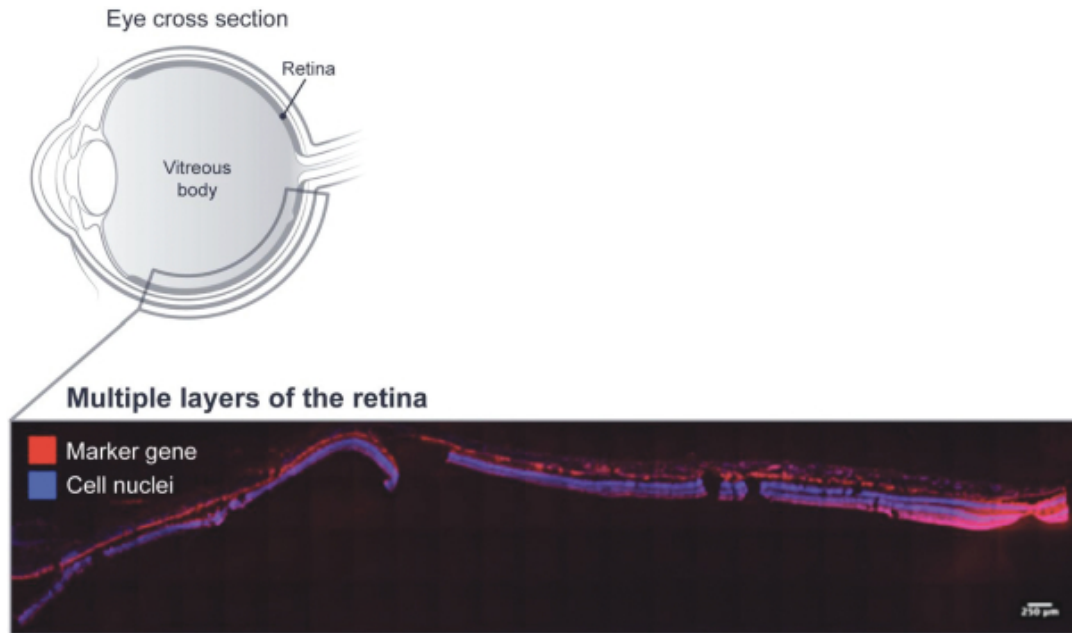 Eye cross section
Retina
Vitreous
body
Multiple layers of the retina
Marker gene
Cell nuclei
250 µm